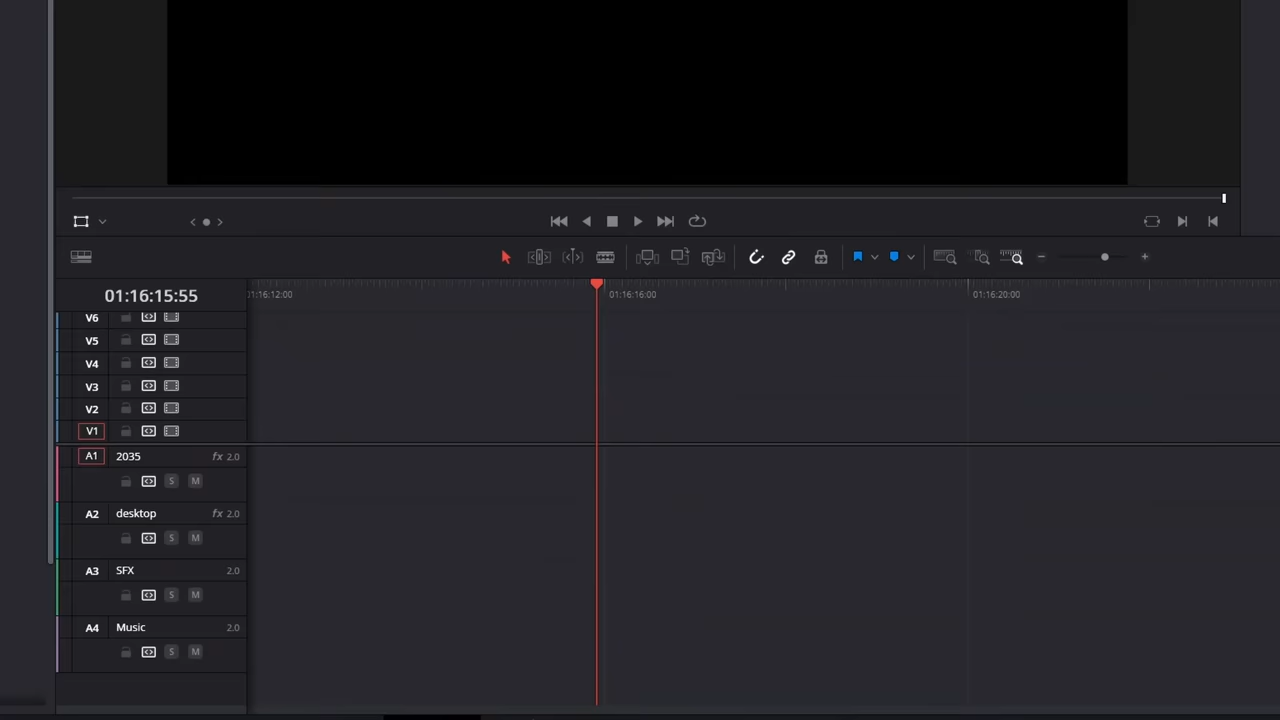 01:16:15:55
01:16:12:00
01:16:16:00
01:16:20:00
V6
V5
V4
V3
V2
V1
A1 2035 fx 2.0
S M
A2 desktop fx 2.0
S M
A3 SFX 2.0
S M
A4 Music 2.0
S M